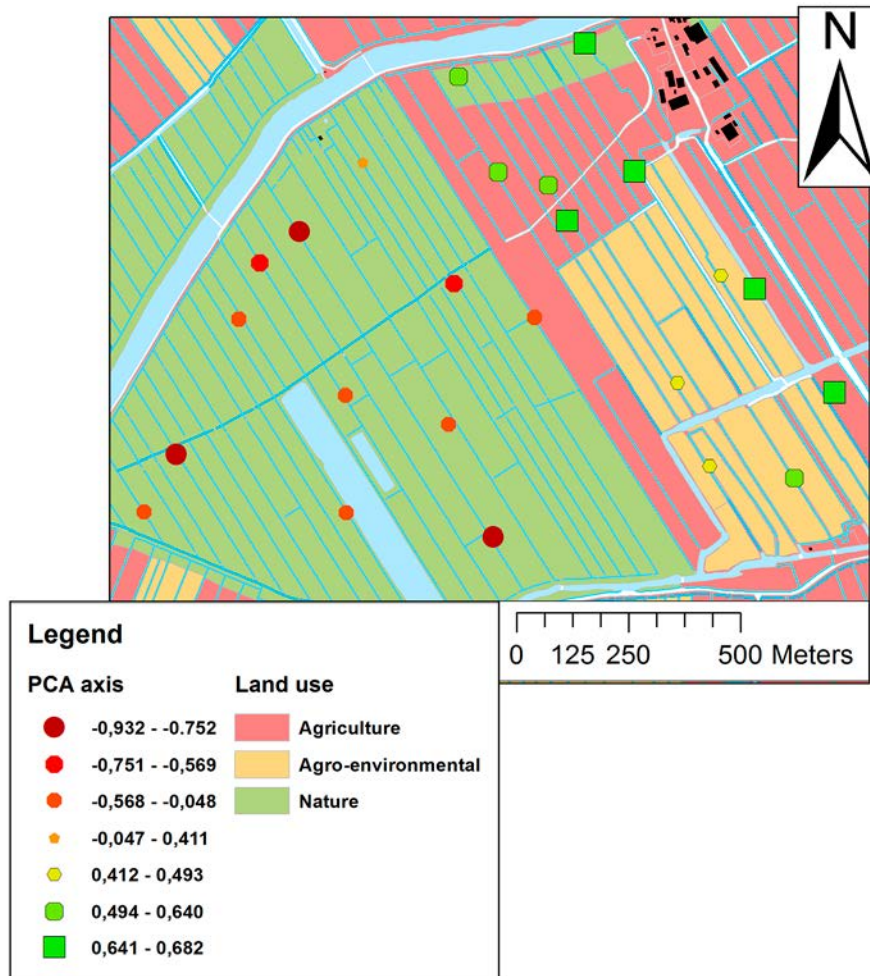 N
0 125 250 500 Meters
Legend
PCA axis
-0,932 - -0.752
-0,751 - -0,569
-0,568 - -0,048
-0,047 - 0,411
0,412 - 0,493
0,494 - 0,640
0,641 - 0,682
Land use
Agriculture
Agro-environmental
Nature